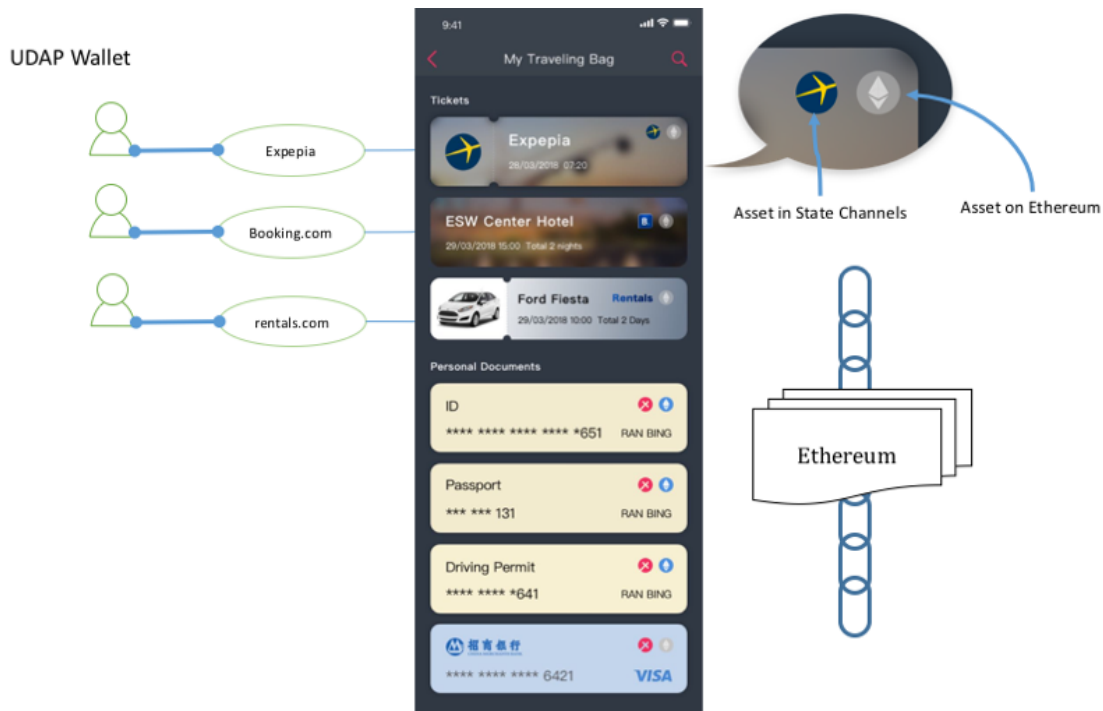 UDAP Wallet
Expepia
Booking.com
rentals.com
9:41
My Traveling Bag
Tickets
Expepia
28/03/2018 07:20
ESW Center Hotel
B.
29/03/2018 15:00 Total 2 nights
Ford Fiesta Rentals
29/03/2018 10:00 Total 2 Days
Personal Documents
ID
**** **** **** **** *651 RAN BING
Passport
*** *** 131 RAN BING
Driving Permit
**** **** *641 RAN BING
招商银行
**** **** **** 6421 VISA
Asset in State Channels
Asset on Ethereum
Ethereum